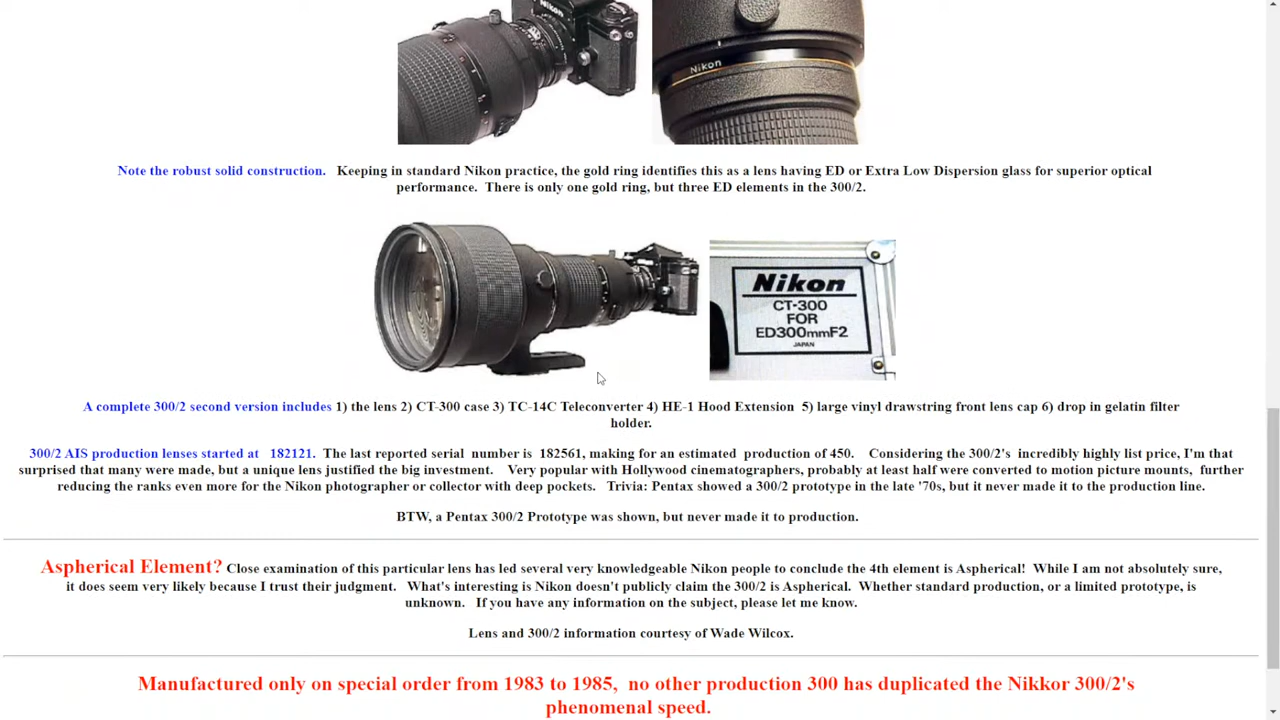 Nikon
Nikon
Note the robust solid construction. Keeping in standard Nikon practice, the gold ring identifies this as a lens having ED or Extra Low Dispersion glass for superior optical
performance. There is only one gold ring, but three ED elements in the 300/2.
Nikon
CT-300
FOR
ED300mmF2
JAPAN
A complete 300/2 second version includes 1) the lens 2) CT-300 case 3) TC-14C Teleconverter 4) HE-1 Hood Extension 5) large vinyl drawstring front lens cap 6) drop in gelatin filter
holder.
300/2 AIS production lenses started at 182121. The last reported serial number is 182561, making for an estimated production of 450. Considering the 300/2's incredibly highly list price, I'm that
surprised that many were made, but a unique lens justified the big investment. Very popular with Hollywood cinematographers, probably at least half were converted to motion picture mounts, further
reducing the ranks even more for the Nikon photographer or collector with deep pockets. Trivia: Pentax showed a 300/2 prototype in the late '70s, but it never made it to the production line.
BTW, a Pentax 300/2 Prototype was shown, but never made it to production.
Aspherical Element? Close examination of this particular lens has led several very knowledgeable Nikon people to conclude the 4th element is Aspherical! While I am not absolutely sure,
it does seem very likely because I trust their judgment. What's interesting is Nikon doesn't publicly claim the 300/2 is Aspherical. Whether standard production, or a limited prototype, is
unknown. If you have any information on the subject, please let me know.
Lens and 300/2 information courtesy of Wade Wilcox.
Manufactured only on special order from 1983 to 1985, no other production 300 has duplicated the Nikkor 300/2's
phenomenal speed.